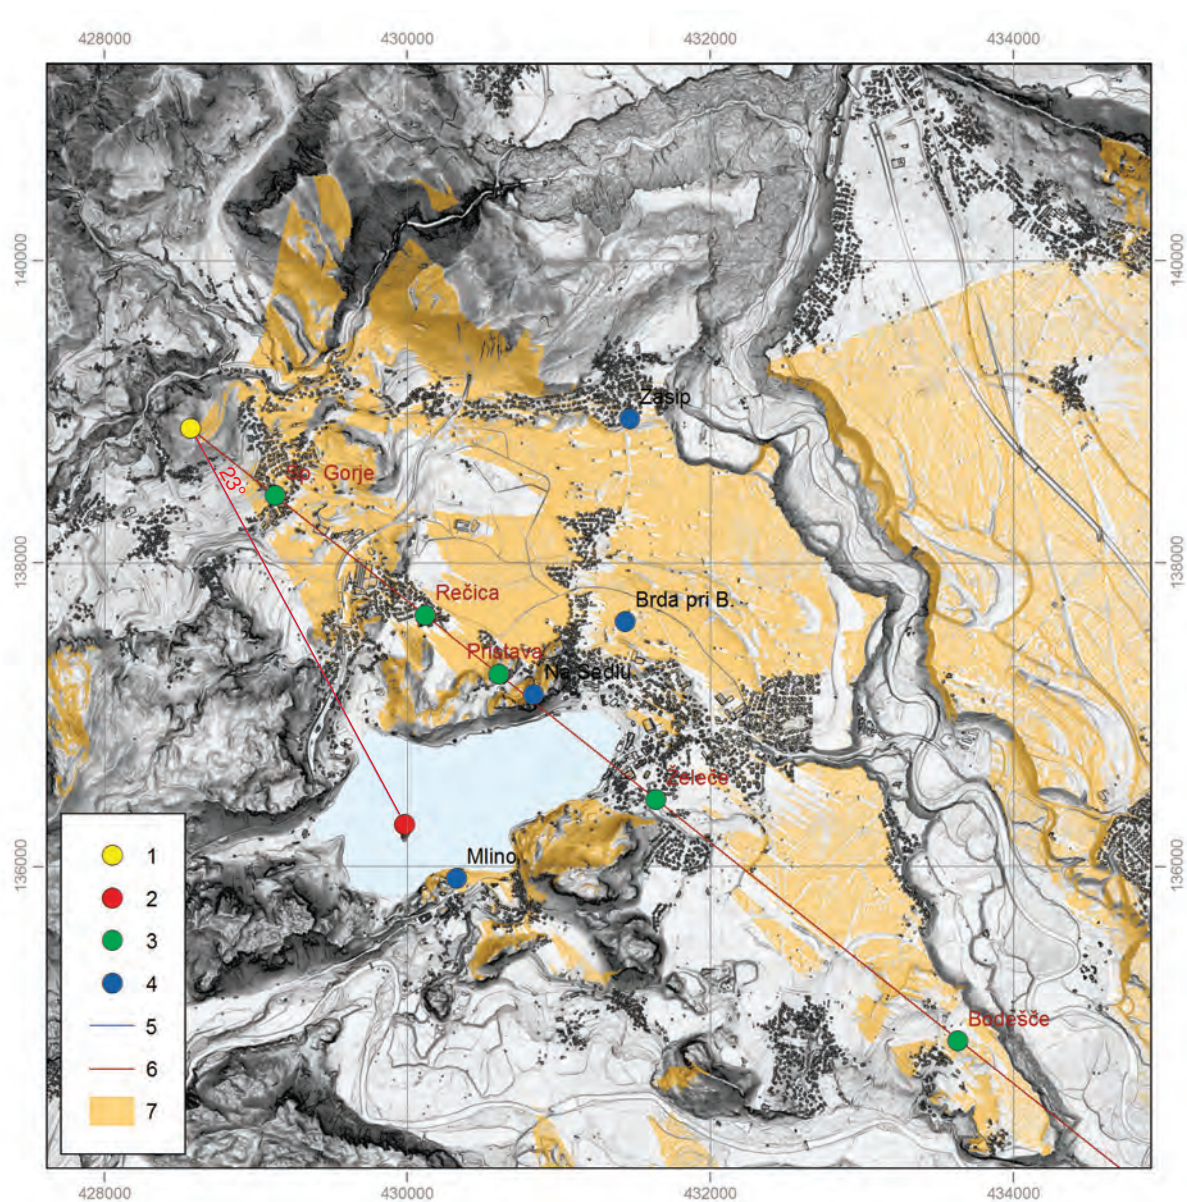 428000 430000 432000 434000
140000 140000
Zasip
23°
Sp. Gorje
138000 138000
Rečica
Brda pri B.
Pristava
Na Sedlu
Želeče
136000 136000
Mlino
1
2
3
4
5
6
7
Bodešče
428000 430000 432000 434000